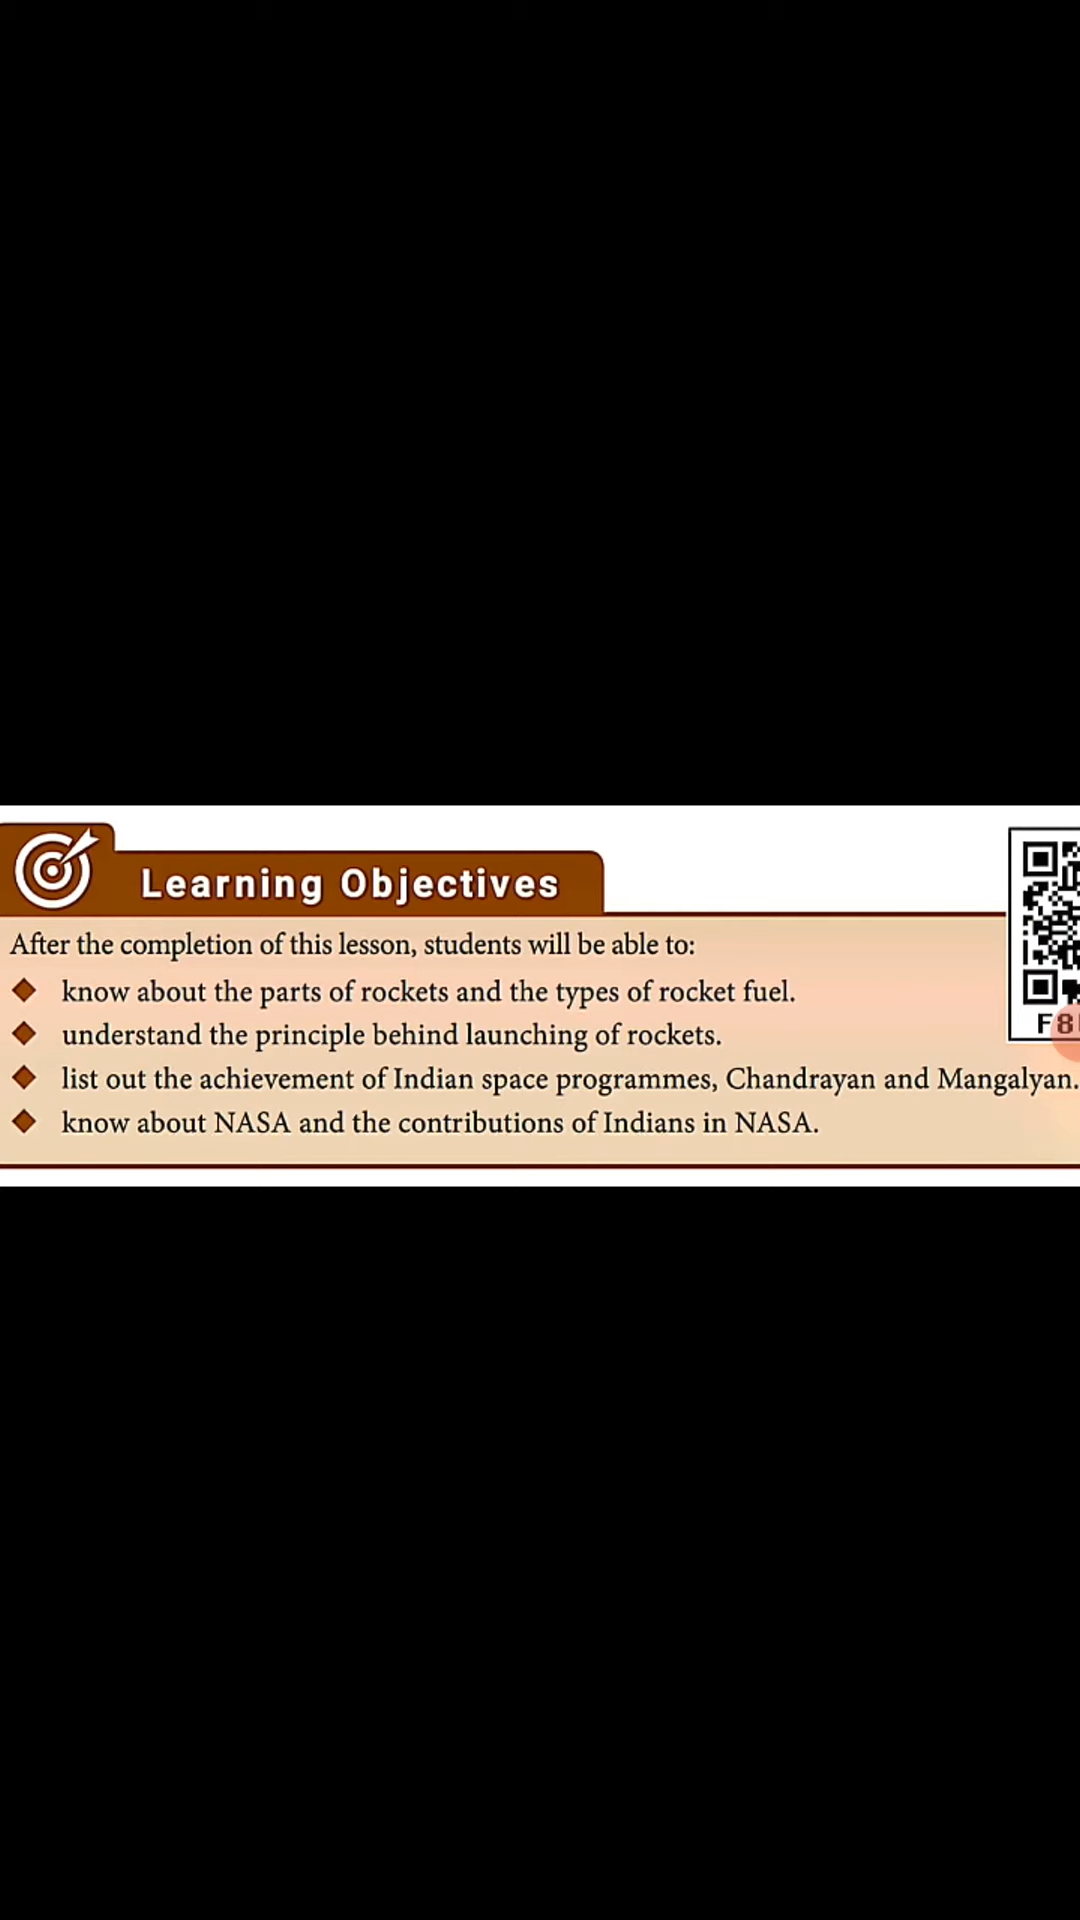 Learning Objectives
After the completion of this lesson, students will be able to:
know about the parts of rockets and the types of rocket fuel.
understand the principle behind launching of rockets.
list out the achievement of Indian space programmes, Chandrayan and Mangalyan.
know about NASA and the contributions of Indians in NASA.